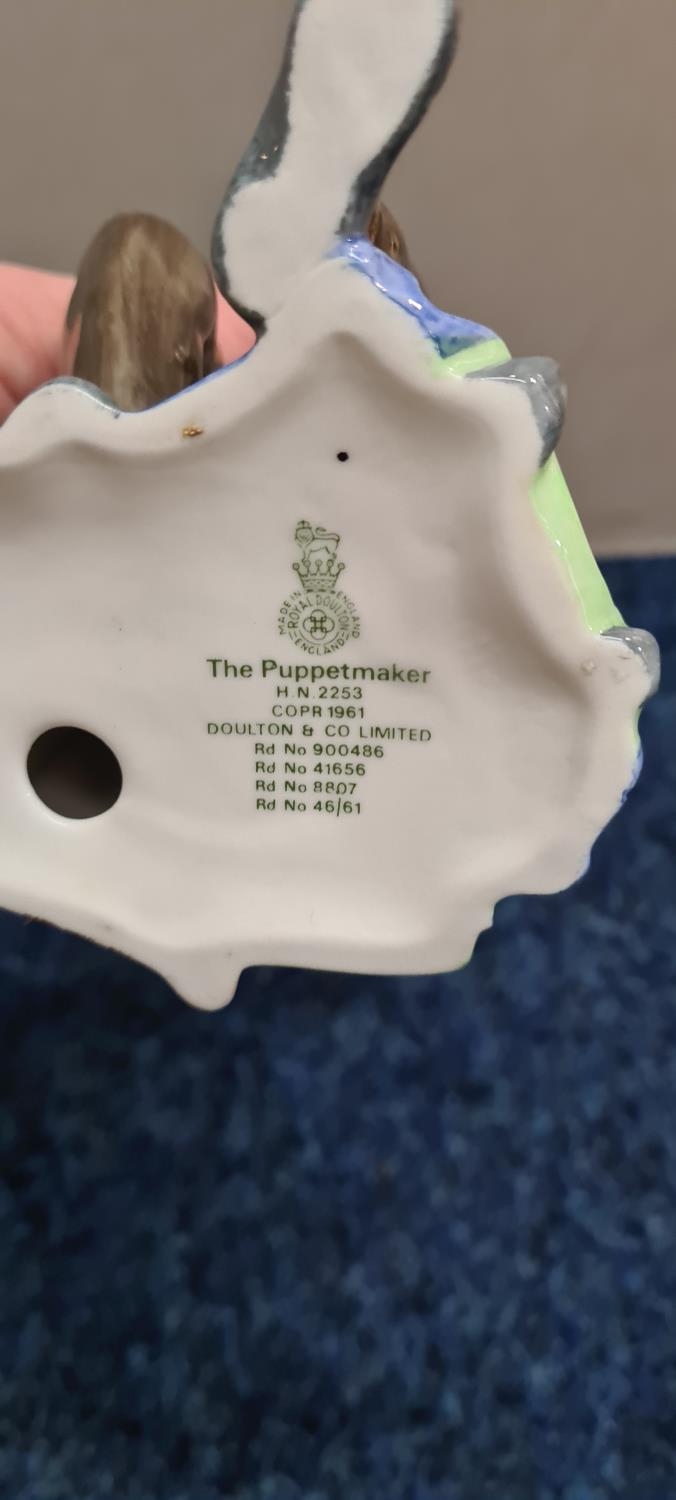 MADE IN ENGLAND
ROYAL DOULTON
ENGLAND
The Puppetmaker
H.N.2253
COPR 1961
DOULTON & CO LIMITED
Rd No 900486
Rd No 41656
Rd No 8807
Rd No 46/61